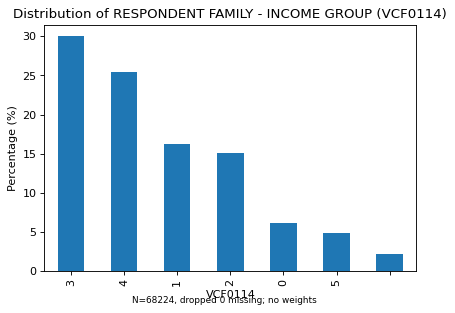 Distribution of RESPONDENT FAMILY - INCOME GROUP (VCF0114)
30
25
20
15
10
5
0
Percentage (%)
3 4 1 2 0 5
VCF0114
N=68224, dropped 0 missing; no weights